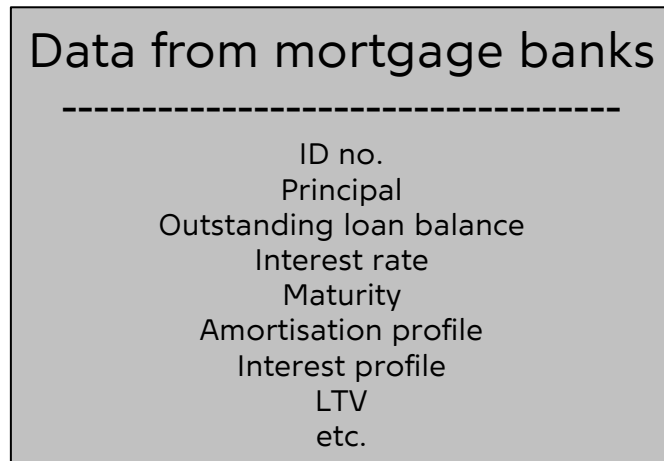 Data from mortgage banks
-----------------------------------
ID no.
Principal
Outstanding loan balance
Interest rate
Maturity
Amortisation profile
Interest profile
LTV
etc.